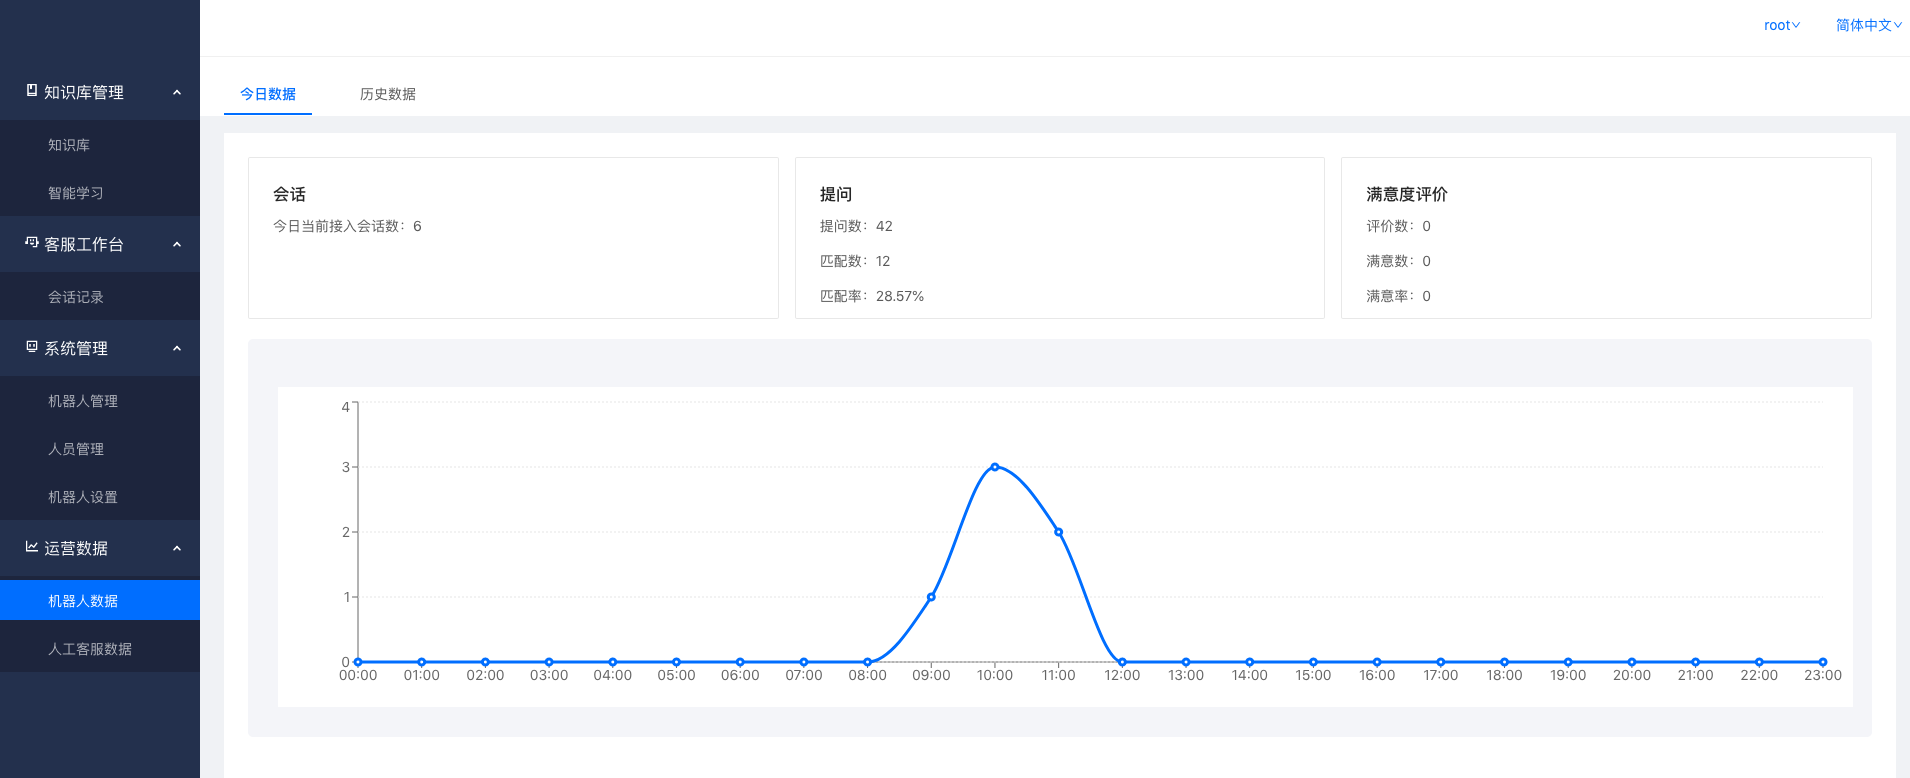 root
简体中文
知识库管理
知识库
智能学习
客服工作台
会话记录
系统管理
机器人管理
人员管理
机器人设置
运营数据
机器人数据
人工客服数据
今日数据 历史数据
会话
今日当前接入会话数：6
提问
提问数：42
匹配数：12
匹配率：28.57%
满意度评价
评价数：0
满意数：0
满意率：0
4
3
2
1
0
00:00 01:00 02:00 03:00 04:00 05:00 06:00 07:00 08:00 09:00 10:00 11:00 12:00 13:00 14:00 15:00 16:00 17:00 18:00 19:00 20:00 21:00 22:00 23:00